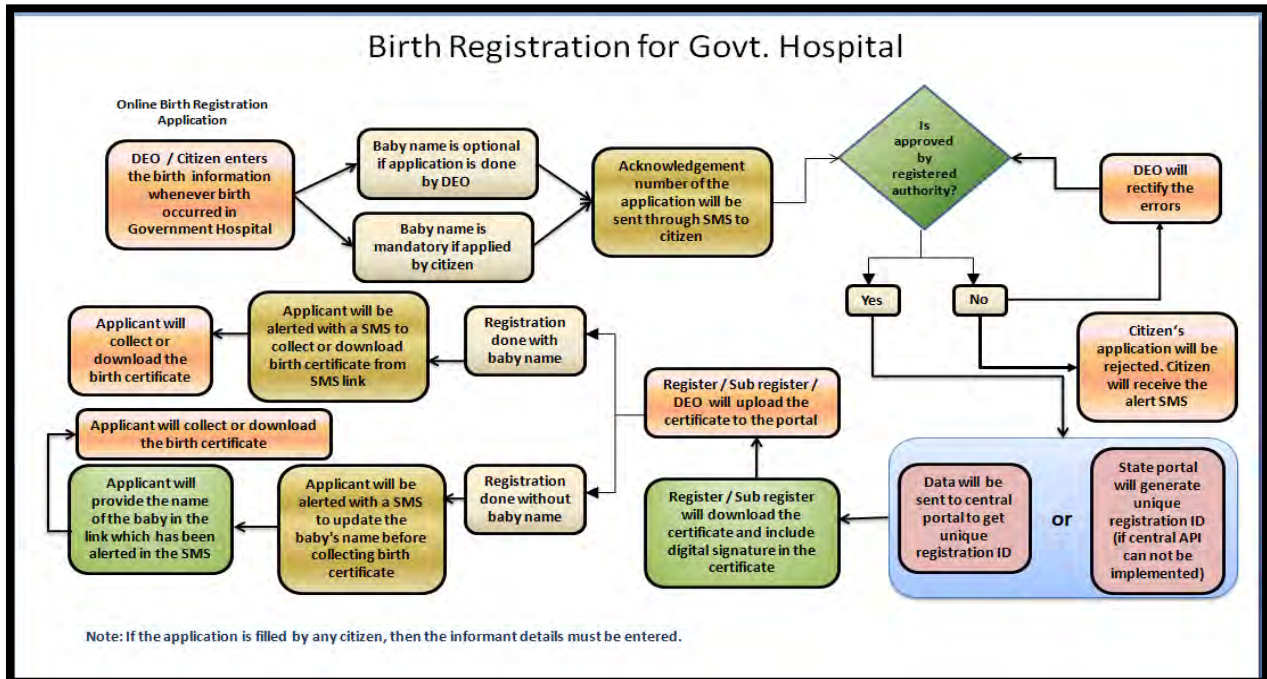 Birth Registration for Govt. Hospital
Online Birth Registration
Application
DEO / Citizen enters
the birth information
whenever birth
occurred in
Government Hospital
Baby name is optional
if application is done
by DEO
Baby name is
mandatory if applied
by citizen
Acknowledgement
number of the
application will be
sent through SMS to
citizen
Is
approved
by
registered
authority?
DEO will
rectify the
errors
Yes
No
Citizen's
application will be
rejected. Citizen
will receive the
alert SMS
Data will be
sent to central
portal to get
unique
registration ID
or
State portal
will generate
unique
registration ID
(if central API
can not be
implemented)
Register / Sub register
will download the
certificate and include
digital signature in the
certificate
Register / Sub register /
DEO will upload the
certificate to the portal
Registration
done with
baby name
Applicant will be
alerted with a SMS to
collect or download
birth certificate from
SMS link
Applicant will
collect or
download the
birth certificate
Registration
done without
baby name
Applicant will be
alerted with a SMS
to update the
baby's name before
collecting birth
certificate
Applicant will
provide the name
of the baby in the
link which has been
alerted in the SMS
Applicant will collect or download
the birth certificate
Note: If the application is filled by any citizen, then the informant details must be entered.